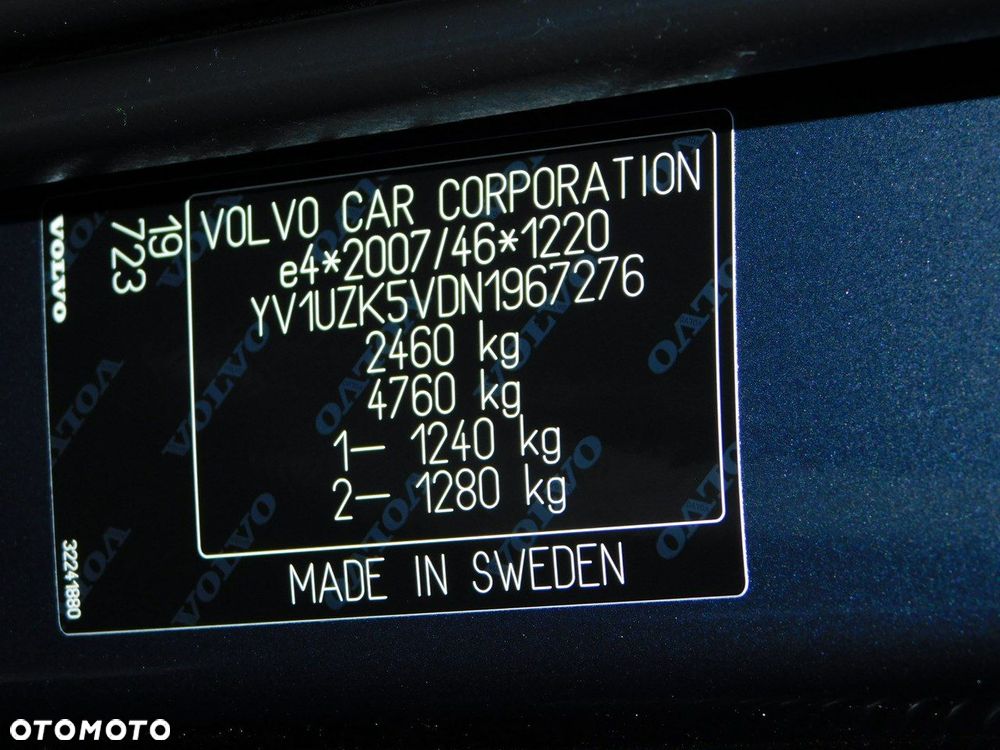 VOLVO
19
723
VOLVO CAR CORPORATION
e4*2007/46*1220
YV1UZK5VDN1967276
2460 kg
4760 kg
1– 1240 kg
2– 1280 kg
MADE IN SWEDEN
32241880
OTOMOTO